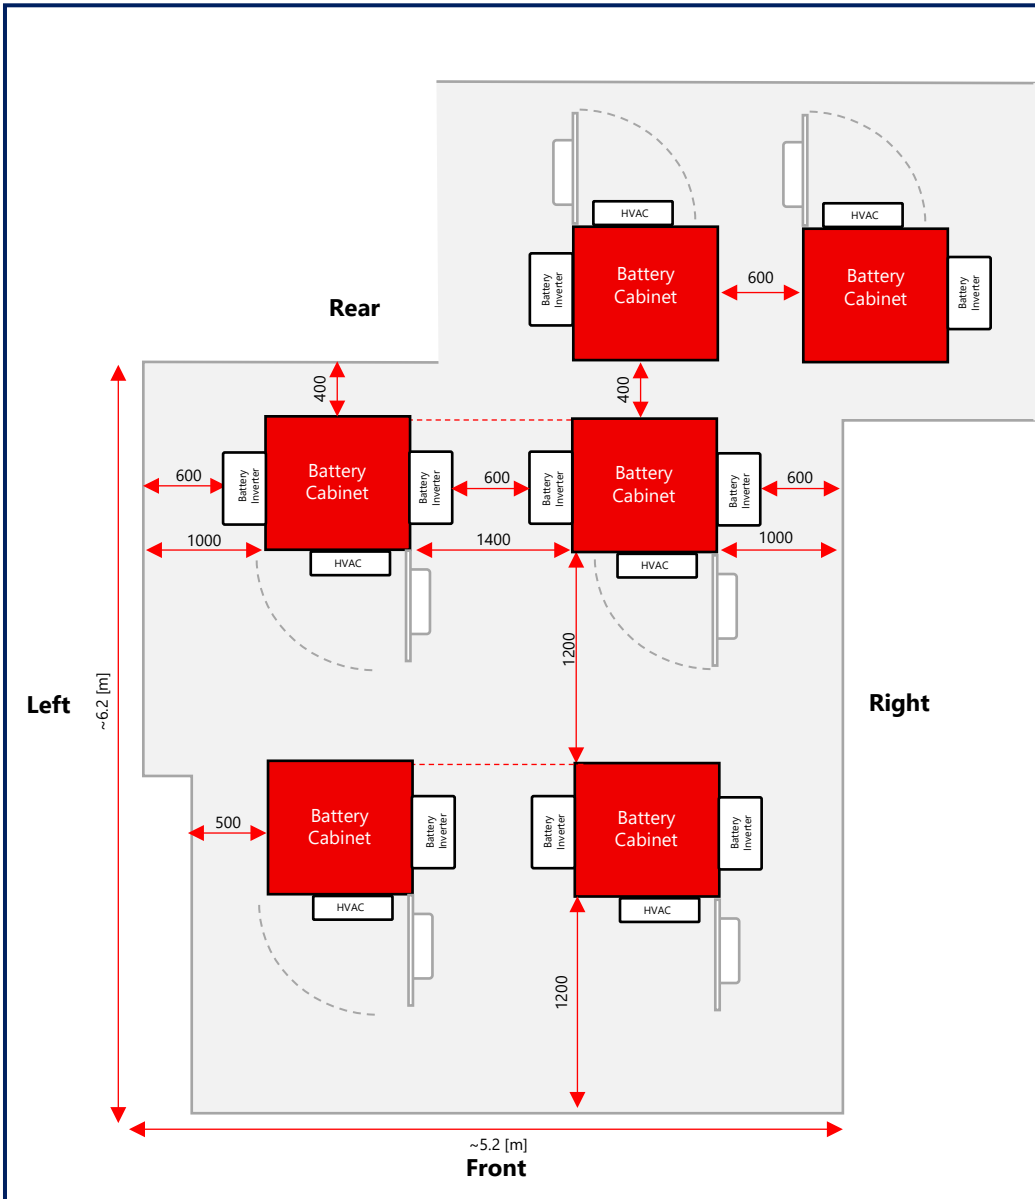 HVAC
HVAC
Battery
Inverter
Battery
Cabinet
600
Battery
Cabinet
Battery
Inverter
Rear
400
400
600
Battery
Inverter
Battery
Cabinet
Battery
Inverter
600
Battery
Inverter
Battery
Cabinet
Battery
Inverter
600
1000
1400
1000
HVAC
HVAC
1200
Left
~6.2 [m]
Right
500
Battery
Cabinet
Battery
Inverter
Battery
Inverter
Battery
Cabinet
Battery
Inverter
HVAC
HVAC
1200
~5.2 [m]
Front